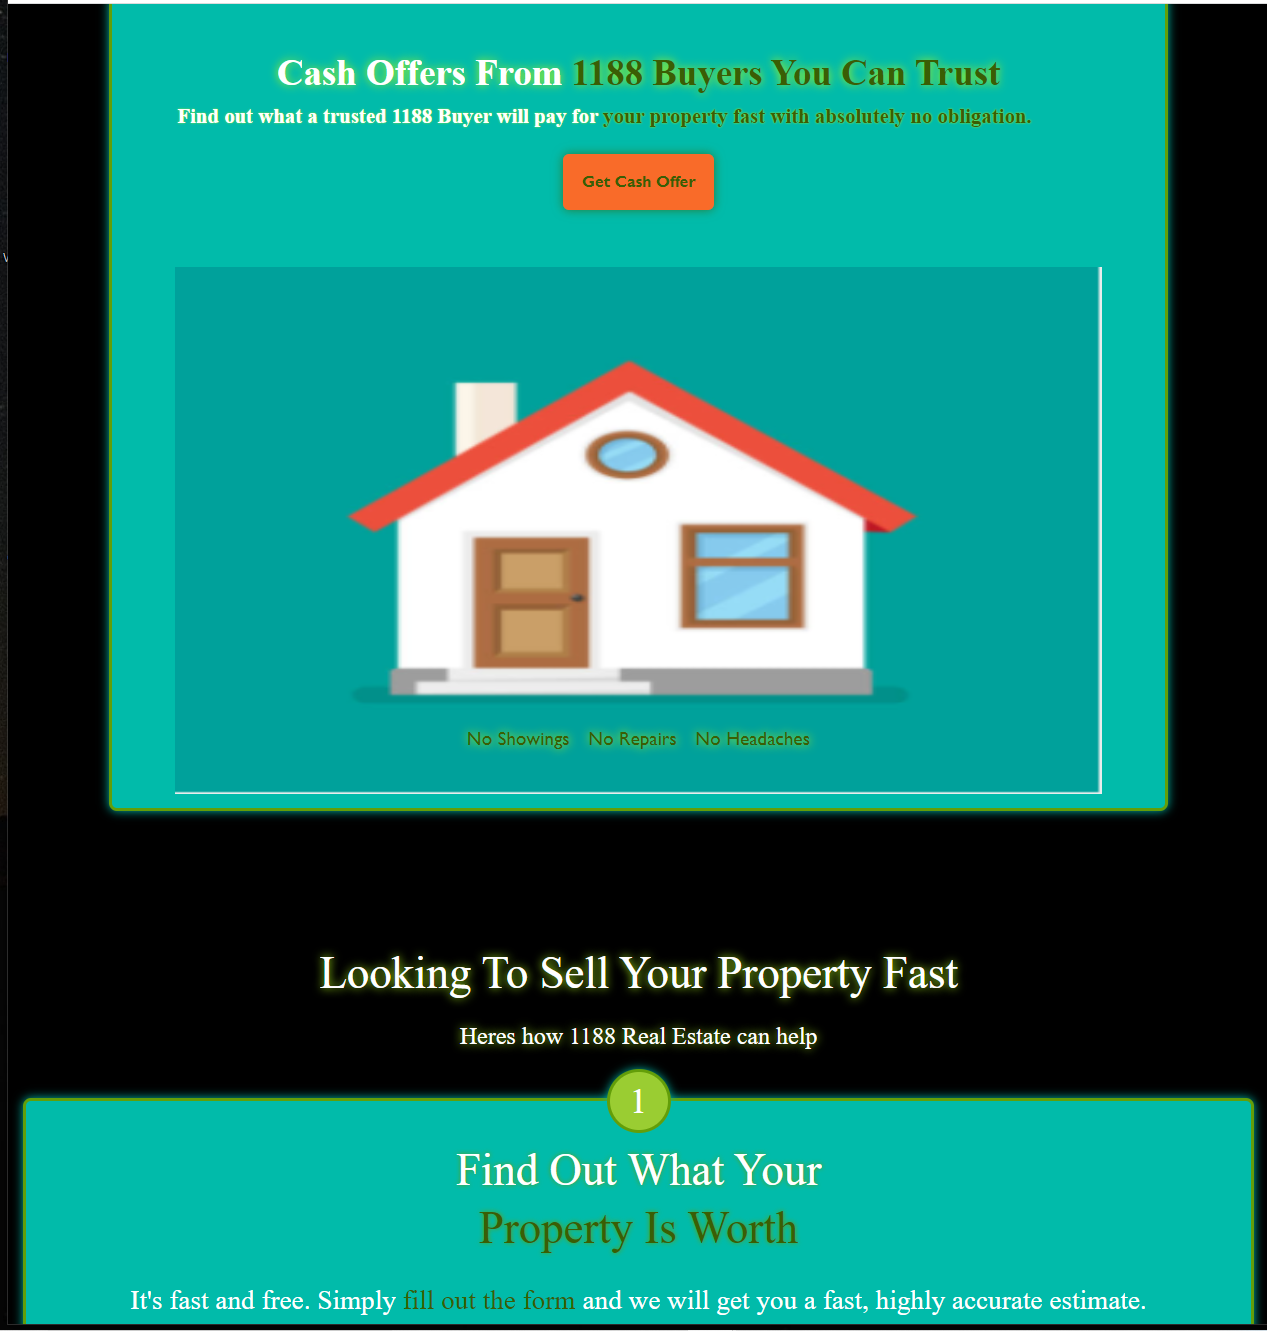 Cash Offers From 1188 Buyers You Can Trust
Find out what a trusted 1188 Buyer will pay for your property fast with absolutely no obligation.
Get Cash Offer
No Showings No Repairs No Headaches
Looking To Sell Your Property Fast
Heres how 1188 Real Estate can help
1
Find Out What Your
Property Is Worth
It's fast and free. Simply fill out the form and we will get you a fast, highly accurate estimate.